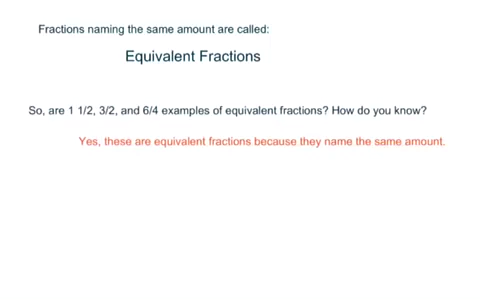 Fractions naming the same amount are called:
Equivalent Fractions
So, are 1 1/2, 3/2, and 6/4 examples of equivalent fractions? How do you know?
Yes, these are equivalent fractions because they name the same amount.